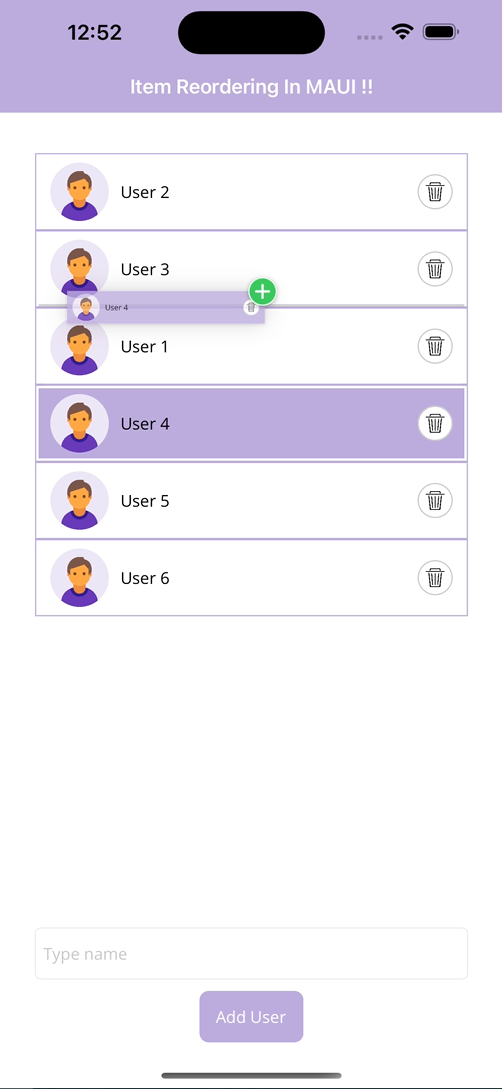 12:52
Item Reordering In MAUI !!
User 2
User 3
User 4
User 1
User 4
User 5
User 6
Type name
Add User